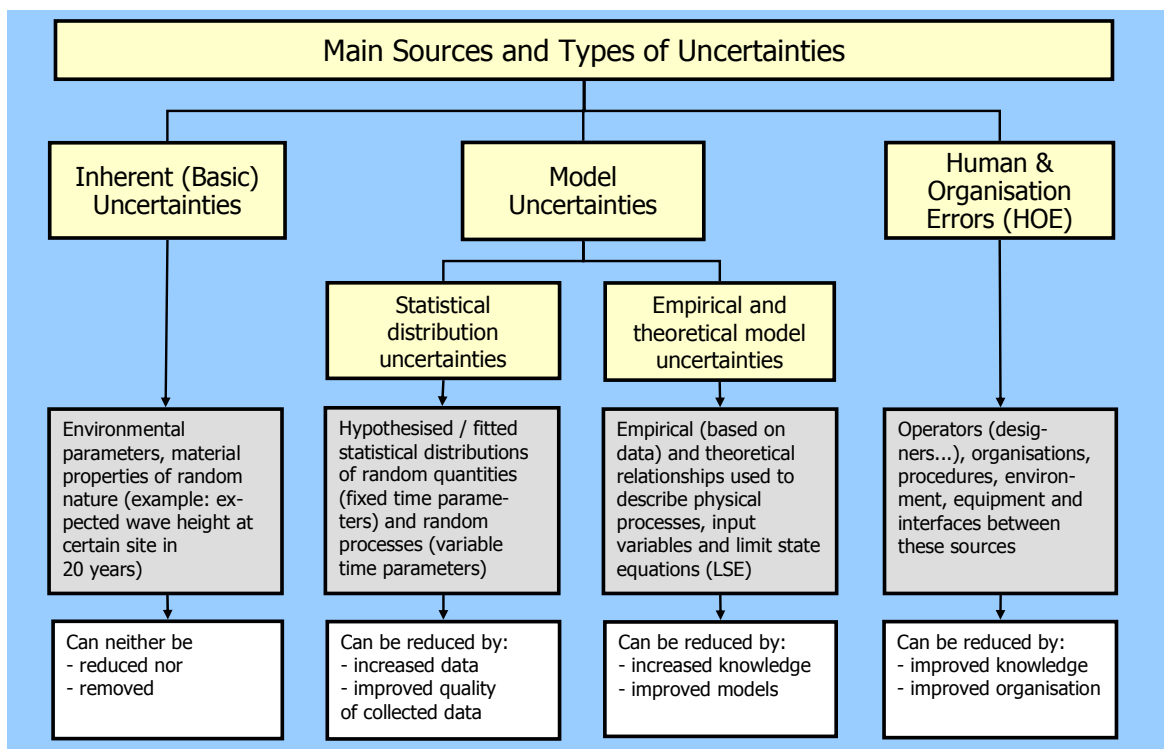 Main Sources and Types of Uncertainties
Inherent (Basic)
Uncertainties
Model
Uncertainties
Human &
Organisation
Errors (HOE)
Statistical
distribution
uncertainties
Empirical and
theoretical model
uncertainties
Environmental
parameters, material
properties of random
nature (example: ex-
pected wave height at
certain site in
20 years)
Hypothesised / fitted
statistical distributions
of random quantities
(fixed time parame-
ters) and random
processes (variable
time parameters)
Empirical (based on
data) and theoretical
relationships used to
describe physical
processes, input
variables and limit state
equations (LSE)
Operators (desig-
ners...), organisations,
procedures, environ-
ment, equipment and
interfaces between
these sources
Can neither be
- reduced nor
- removed
Can be reduced by:
- increased data
- improved quality
of collected data
Can be reduced by:
- increased knowledge
- improved models
Can be reduced by:
- improved knowledge
- improved organisation